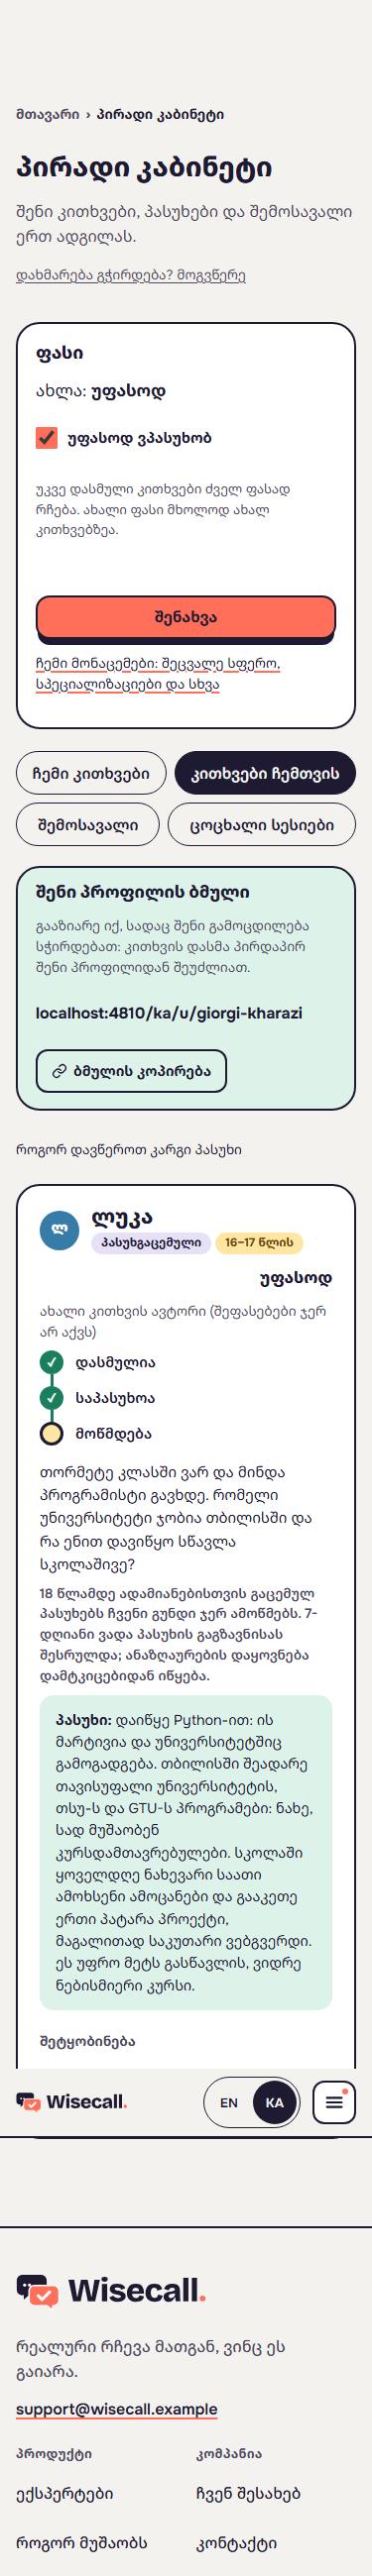 მთავარი › პირადი კაბინეტი
პირადი კაბინეტი
შენი კითხვები, პასუხები და შემოსავალი
ერთ ადგილას.
დახმარება გჭირდება? მოგვწერე
ფასი
ახლა: უფასოდ
უფასოდ ვპასუხობ
უკვე დასმული კითხვები ძველ ფასად
რჩება. ახალი ფასი მხოლოდ ახალ
კითხვებზეა.
შენახვა
ჩემი მონაცემები: შეცვალე სფერო,
სპეციალიზაციები და სხვა
ჩემი კითხვები
კითხვები ჩემთვის
შემოსავალი
ცოცხალი სესიები
შენი პროფილის ბმული
გააზიარე იქ, სადაც შენი გამოცდილება
სჭირდებათ: კითხვის დასმა პირდაპირ
შენი პროფილიდან შეუძლიათ.
localhost:4810/ka/u/giorgi-kharazi
ბმულის კოპირება
როგორ დავწეროთ კარგი პასუხი
ლ
ლუკა
პასუხგაცემული
16–17 წლის
უფასოდ
ახალი კითხვის ავტორი (შეფასებები ჯერ
არ აქვს)
დასმულია
საპასუხოა
მოწმდება
თორმეტე კლასში ვარ და მინდა
პროგრამისტი გავხდე. რომელი
უნივერსიტეტი ჯობია თბილისში და
რა ენით დავიწყო სწავლა
სკოლაშივე?
18 წლამდე ადამიანებისთვის გაცემულ
პასუხებს ჩვენი გუნდი ჯერ ამოწმებს. 7-
დღიანი ვადა პასუხის გაგზავნისას
შესრულდა; ანაზღაურების დაყოვნება
დამტკიცებიდან იწყება.
პასუხი: დაიწყე Python-ით: ის
მარტივია და უნივერსიტეტშიც
გამოგადგება. თბილისში შეადარე
თავისუფალი უნივერსიტეტის,
თსუ-ს და GTU-ს პროგრამები: ნახე,
სად მუშაობენ
კურსდამთავრებულები. სკოლაში
ყოველდღე ნახევარი საათი
ამოხსენი ამოცანები და გააკეთე
ერთი პატარა პროექტი,
მაგალითად საკუთარი ვებგვერდი.
ეს უფრო მეტს გასწავლის, ვიდრე
ნებისმიერი კურსი.
შეტყობინება
Wisecall.
EN
KA
Wisecall.
რეალური რჩევა მათგან, ვინც ეს
გაიარა.
support@wisecall.example
პროდუქტი
კომპანია
ექსპერტები
ჩვენ შესახებ
როგორ მუშაობს
კონტაქტი